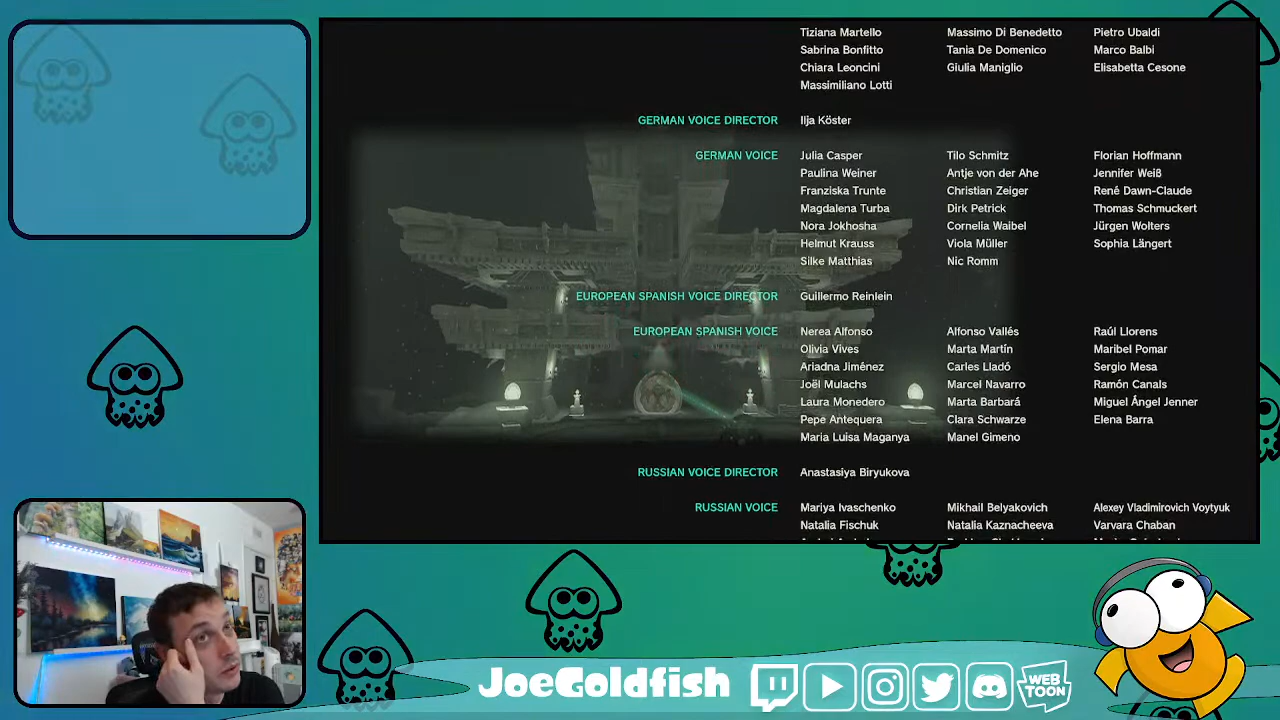 Tiziana Martello Massimo Di Benedetto Pietro Ubaldi
Sabrina Bonfitto Tania De Domenico Marco Balbi
Chiara Leoncini Giulia Maniglio Elisabetta Cesone
Massimiliano Lotti
GERMAN VOICE DIRECTOR Ilja Köster
GERMAN VOICE Julia Casper Tilo Schmitz Florian Hoffmann
Paulina Weiner Antje von der Ahe Jennifer Weiß
Franziska Trunte Christian Zeiger René Dawn-Claude
Magdalena Turba Dirk Petrick Thomas Schmuckert
Nora Jokhosha Cornelia Waibel Jürgen Wolters
Helmut Krauss Viola Müller Sophia Längert
Silke Matthias Nic Romm
EUROPEAN SPANISH VOICE DIRECTOR Guillermo Reinlein
EUROPEAN SPANISH VOICE Nerea Alfonso Alfonso Vallés Raúl Llorens
Olivia Vives Marta Martín Maribel Pomar
Ariadna Jiménez Carles Lladó Sergio Mesa
Joël Mulachs Marcel Navarro Ramón Canals
Laura Monedero Marta Barbará Miguel Ángel Jenner
Pepe Antequera Clara Schwarze Elena Barra
Maria Luisa Maganya Manel Gimeno
RUSSIAN VOICE DIRECTOR Anastasiya Biryukova
RUSSIAN VOICE Mariya Ivaschenko Mikhail Belyakovich Alexey Vladimirovich Voytyuk
Natalia Fischuk Natalia Kaznacheeva Varvara Chaban
JoeGoldfish WEB
TOON